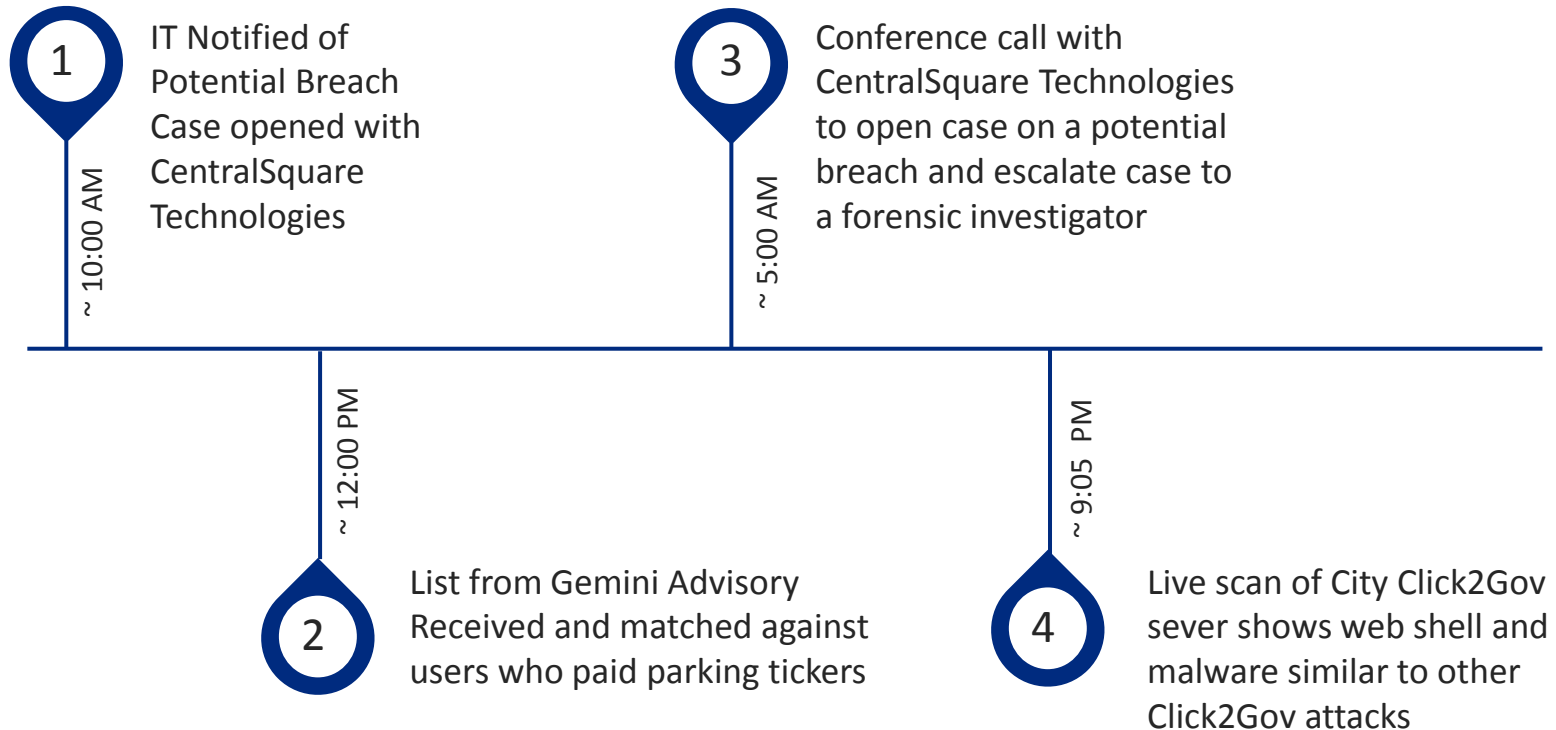 1
IT Notified of
Potential Breach
Case opened with
CentralSquare
Technologies
~ 10:00 AM
2
List from Gemini Advisory
Received and matched against
users who paid parking tickers
~ 12:00 PM
3
Conference call with
CentralSquare Technologies
to open case on a potential
breach and escalate case to
a forensic investigator
~ 5:00 AM
4
Live scan of City Click2Gov
sever shows web shell and
malware similar to other
Click2Gov attacks
~ 9:05 PM